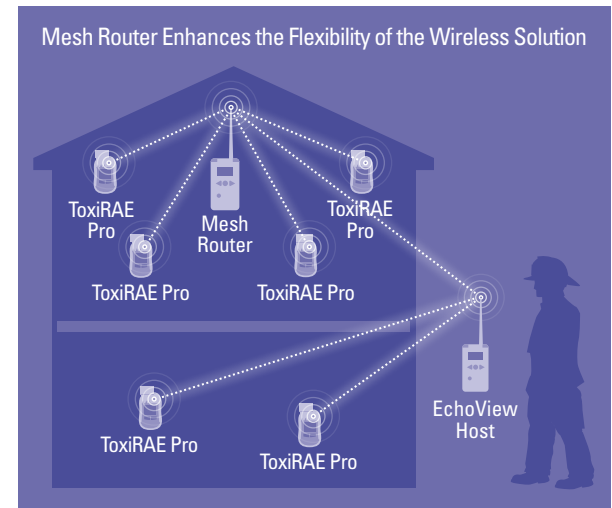 Mesh Router Enhances the Flexibility of the Wireless Solution
ToxiRAE
Pro
Mesh
Router
ToxiRAE
Pro
ToxiRAE Pro
ToxiRAE Pro
ToxiRAE Pro
ToxiRAE Pro
EchoView
Host